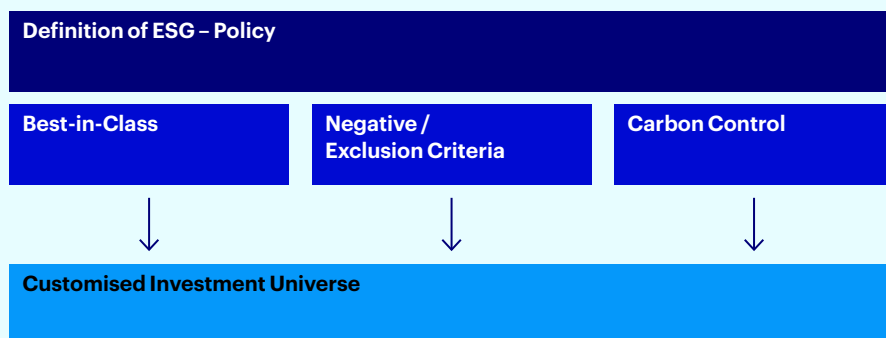 Definition of ESG – Policy
Best-in-Class
Negative /
Exclusion Criteria
Carbon Control
Customised Investment Universe